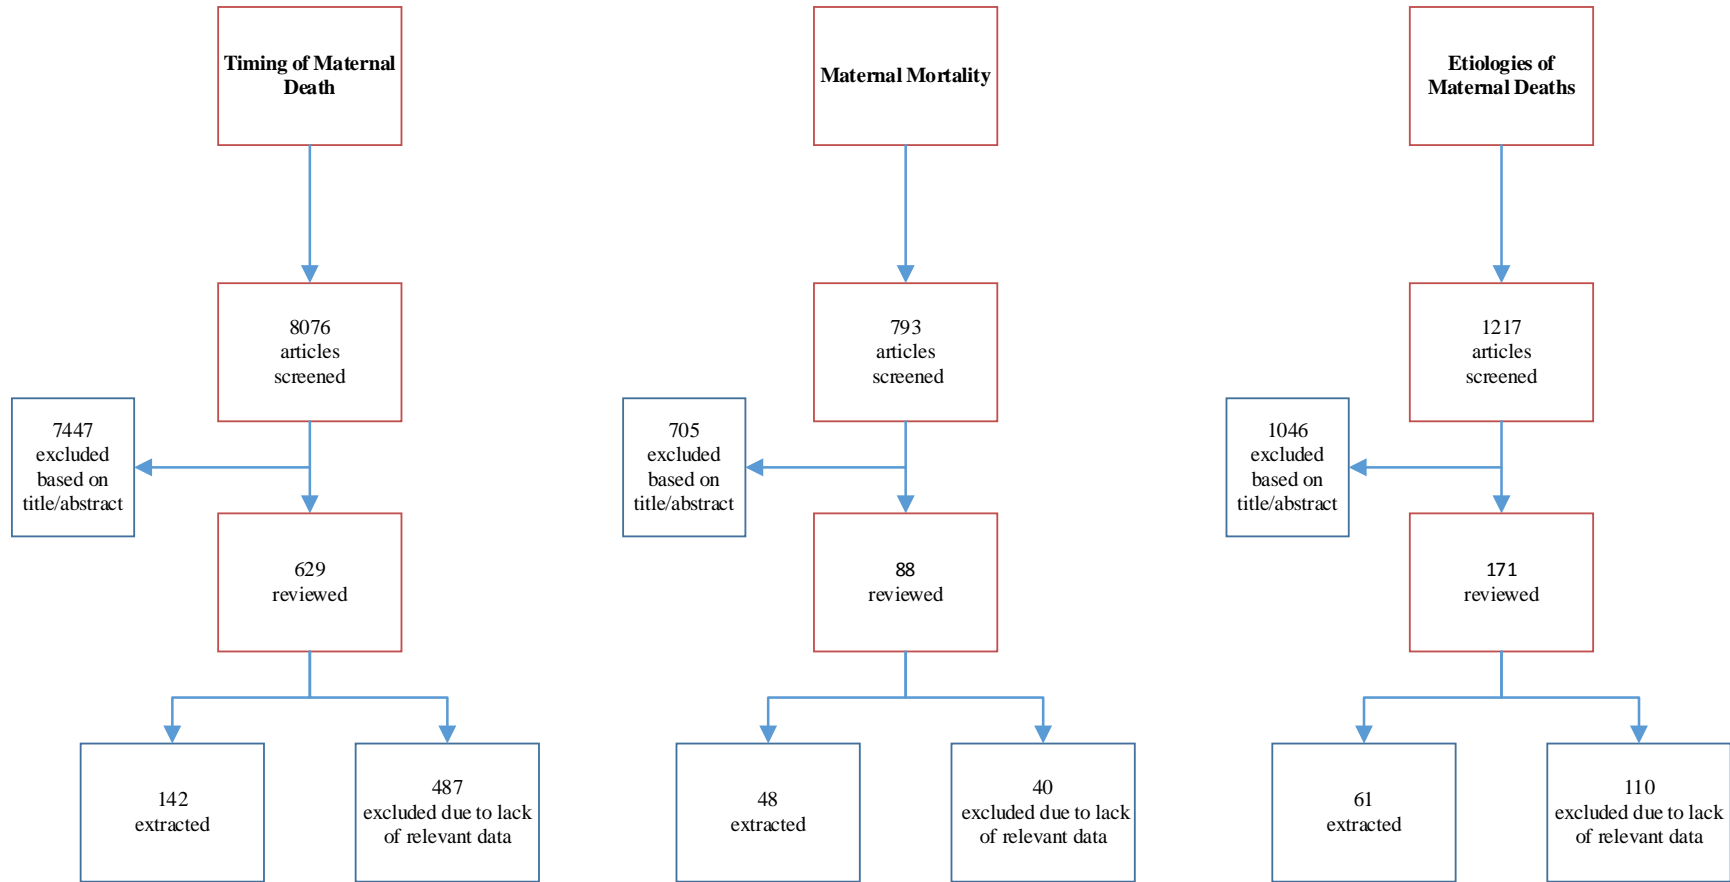 Timing of Maternal
Death
8076
articles
screened
7447
excluded
based on
title/abstract
629
reviewed
142
extracted
487
excluded due to lack
of relevant data
Maternal Mortality
793
articles
screened
705
excluded
based on
title/abstract
88
reviewed
48
extracted
40
excluded due to lack
of relevant data
Etiologies of
Maternal Deaths
1217
articles
screened
1046
excluded
based on
title/abstract
171
reviewed
61
extracted
110
excluded due to lack
of relevant data